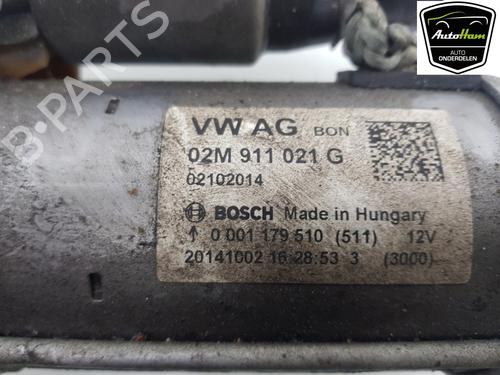 AutoHam
AUTO
ONDERDELEN
B-PARTS
VW AG BON
02M 911 021 G
02102014
BOSCH Made in Hungary
↑ 0 001 179 510 (511) 12V
20141002 16:28:53 3 (3000)